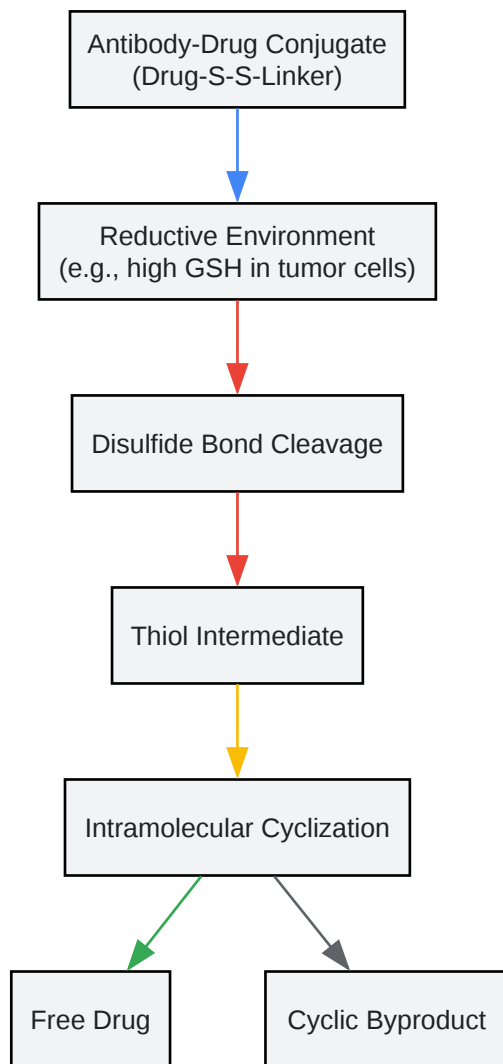 Antibody-Drug Conjugate
(Drug-S-S-Linker)
Reductive Environment
(e.g., high GSH in tumor cells)
Disulfide Bond Cleavage
Thiol Intermediate
Intramolecular Cyclization
Free Drug
Cyclic Byproduct